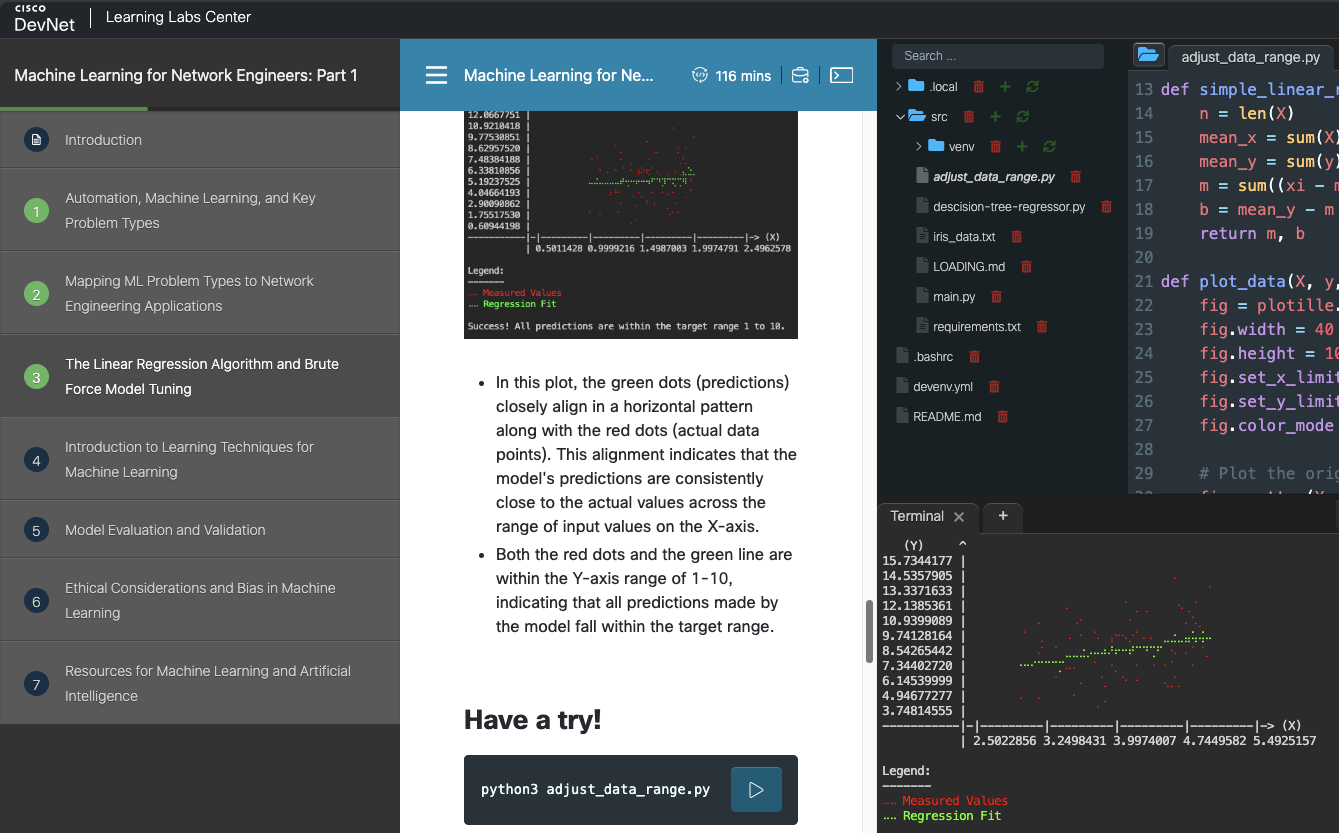 CISCO
DevNet
Learning Labs Center
Machine Learning for Network Engineers: Part 1
Introduction
1
Automation, Machine Learning, and Key
Problem Types
2
Mapping ML Problem Types to Network
Engineering Applications
3
The Linear Regression Algorithm and Brute
Force Model Tuning
4
Introduction to Learning Techniques for
Machine Learning
5
Model Evaluation and Validation
6
Ethical Considerations and Bias in Machine
Learning
7
Resources for Machine Learning and Artificial
Intelligence
Machine Learning for Ne...
116 mins
12.0667751 |
10.9210418 |
9.77530851 |
8.62957520 |
7.48384188 |
6.33810856 |
5.19237525 |
4.04664193 |
2.90090862 |
1.75517530 |
0.60944198 |
-----------|-|---------|---------|---------|---------|-> (X)
| 0.5011428 0.9999216 1.4987003 1.9974791 2.4962578
Legend:
-------
.... Measured Values
.... Regression Fit
Success! All predictions are within the target range 1 to 10.
• In this plot, the green dots (predictions)
closely align in a horizontal pattern
along with the red dots (actual data
points). This alignment indicates that the
model's predictions are consistently
close to the actual values across the
range of input values on the X-axis.
• Both the red dots and the green line are
within the Y-axis range of 1-10,
indicating that all predictions made by
the model fall within the target range.
Have a try!
python3 adjust_data_range.py
Search ...
.local
src
venv
adjust_data_range.py
descision-tree-regressor.py
iris_data.txt
LOADING.md
main.py
requirements.txt
.bashrc
devenv.yml
README.md
adjust_data_range.py
13 def simple_linear_r
14 n = len(X)
15 mean_x = sum(X)
16 mean_y = sum(y)
17 m = sum((xi - m
18 b = mean_y - m
19 return m, b
20
21 def plot_data(X, y,
22 fig = plotille.
23 fig.width = 40
24 fig.height = 10
25 fig.set_x_limit
26 fig.set_y_limit
27 fig.color_mode
28
29 # Plot the orig
Terminal
+
(Y) ^
15.7344177 |
14.5357905 |
13.3371633 |
12.1385361 |
10.9399089 |
9.74128164 |
8.54265442 |
7.34402720 |
6.14539999 |
4.94677277 |
3.74814555 |
-----------|-|---------|---------|---------|---------|-> (X)
| 2.5022856 3.2498431 3.9974007 4.7449582 5.4925157
Legend:
-------
.... Measured Values
.... Regression Fit